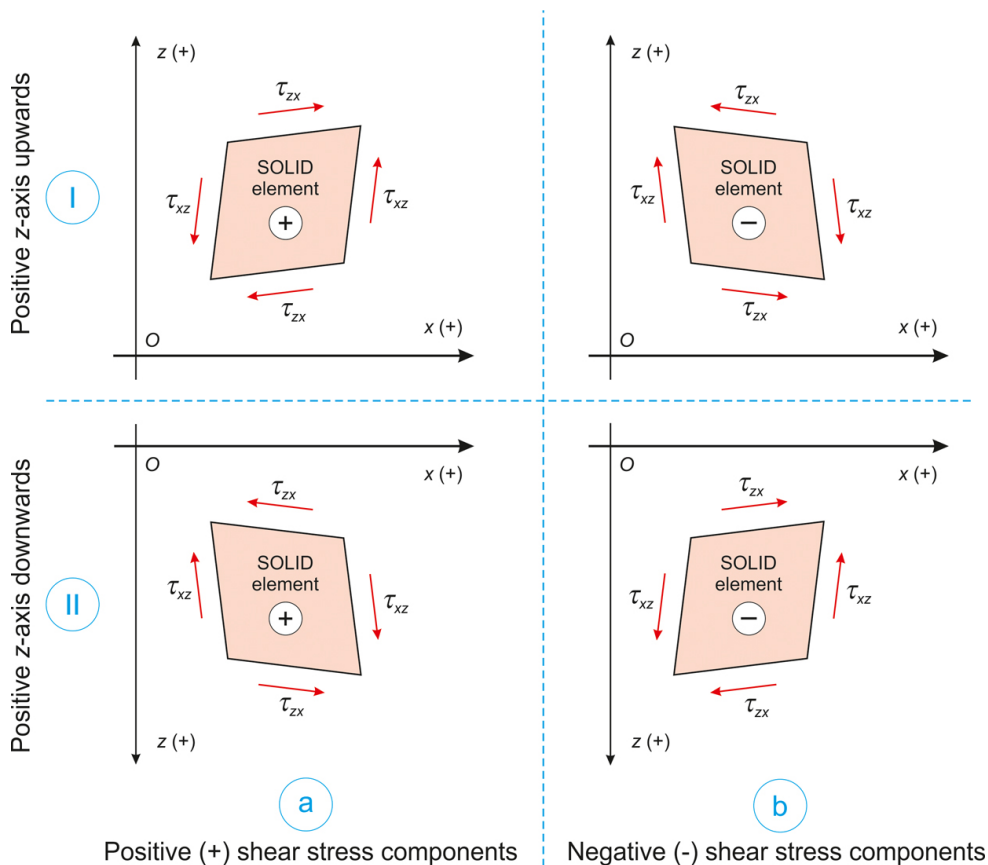 Positive z-axis upwards
I
z (+)
τzx
SOLID
element
+
τxz
τxz
τzx
O
x (+)
z (+)
τzx
SOLID
element
−
τxz
τxz
τzx
O
x (+)
Positive z-axis downwards
II
O
x (+)
τzx
SOLID
element
+
τxz
τxz
τzx
z (+)
O
x (+)
τzx
SOLID
element
−
τxz
τxz
τzx
z (+)
a
Positive (+) shear stress components
b
Negative (-) shear stress components